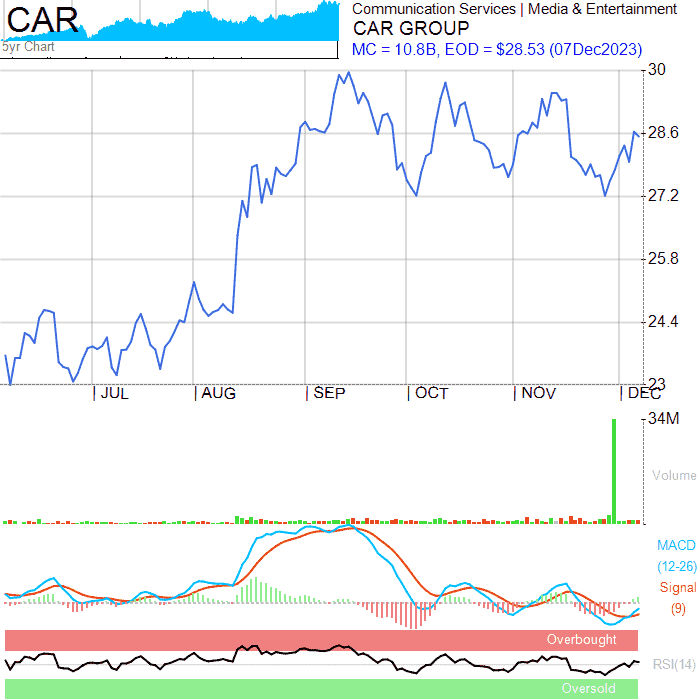 CAR
5yr Chart
Communication Services | Media & Entertainment
CAR GROUP
MC = 10.8B, EOD = $28.53 (07Dec2023)
30
28.6
27.2
25.8
24.4
23
JUL AUG SEP OCT NOV DEC
34M
Volume
MACD
(12-26)
Signal
(9)
Overbought
RSI(14)
Oversold